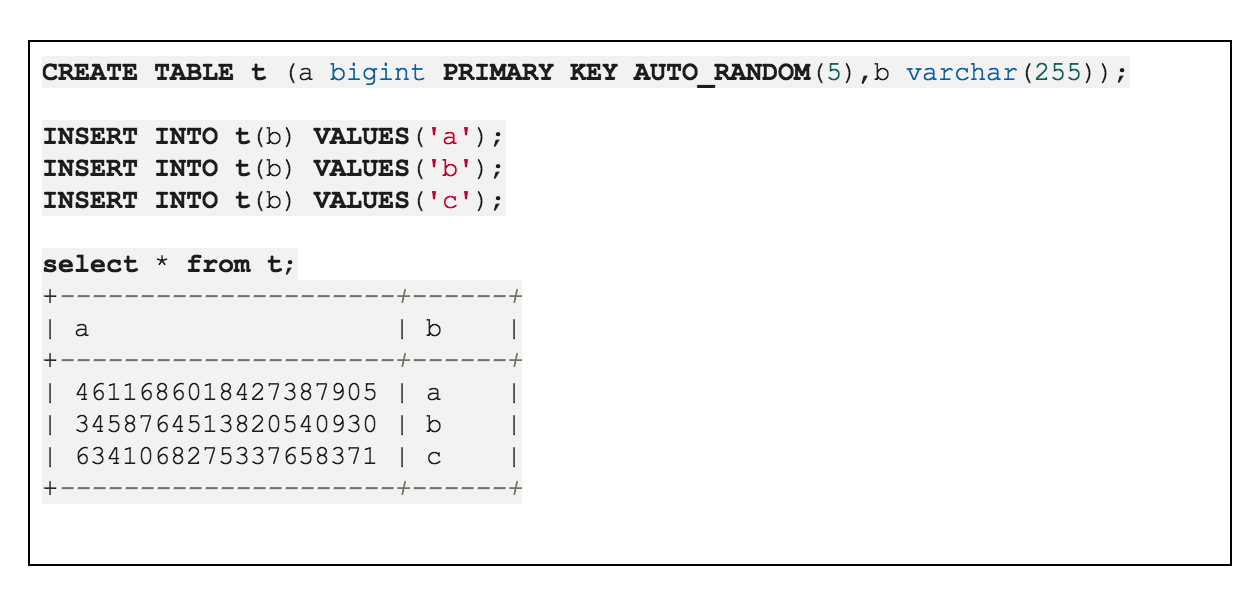 CREATE TABLE t (a bigint PRIMARY KEY AUTO_RANDOM(5),b varchar(255));
INSERT INTO t(b) VALUES('a');
INSERT INTO t(b) VALUES('b');
INSERT INTO t(b) VALUES('c');
select * from t;
+---------------------+------+
| a                   | b    |
+---------------------+------+
| 4611686018427387905 | a    |
| 3458764513820540930 | b    |
| 6341068275337658371 | c    |
+---------------------+------+